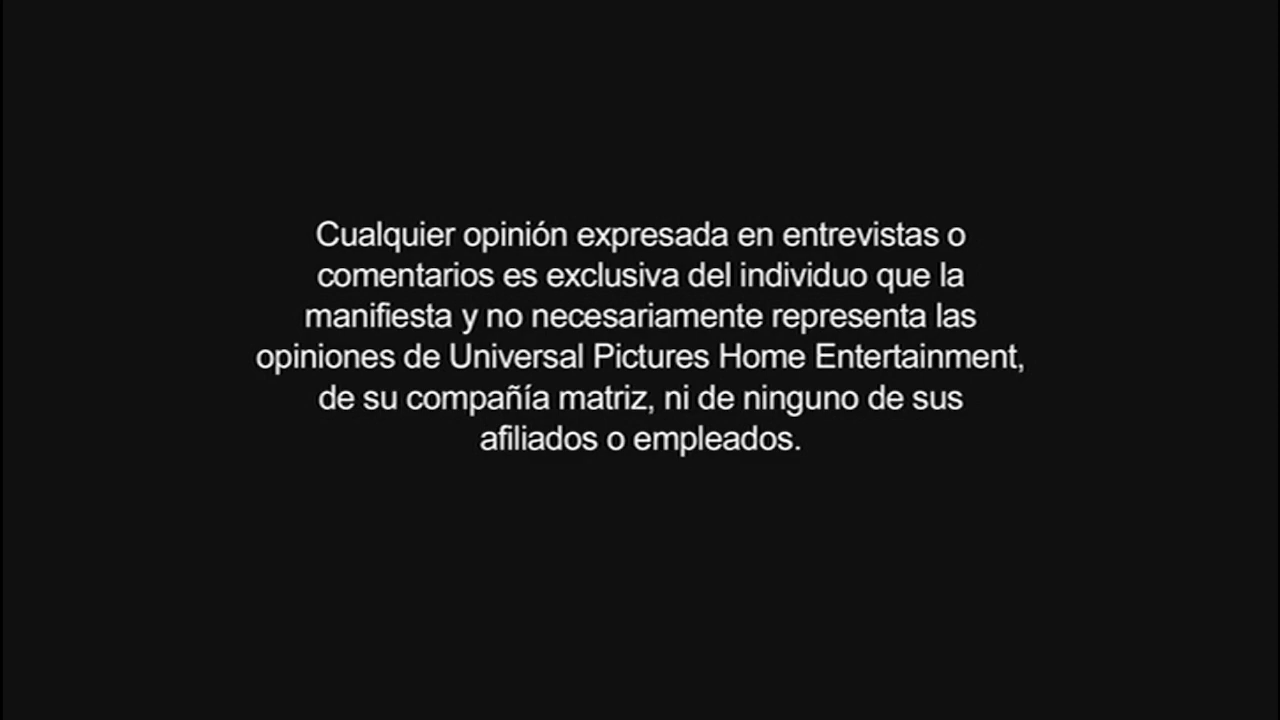 Cualquier opinión expresada en entrevistas o
comentarios es exclusiva del individuo que la
manifiesta y no necesariamente representa las
opiniones de Universal Pictures Home Entertainment,
de su compañía matriz, ni de ninguno de sus
afiliados o empleados.